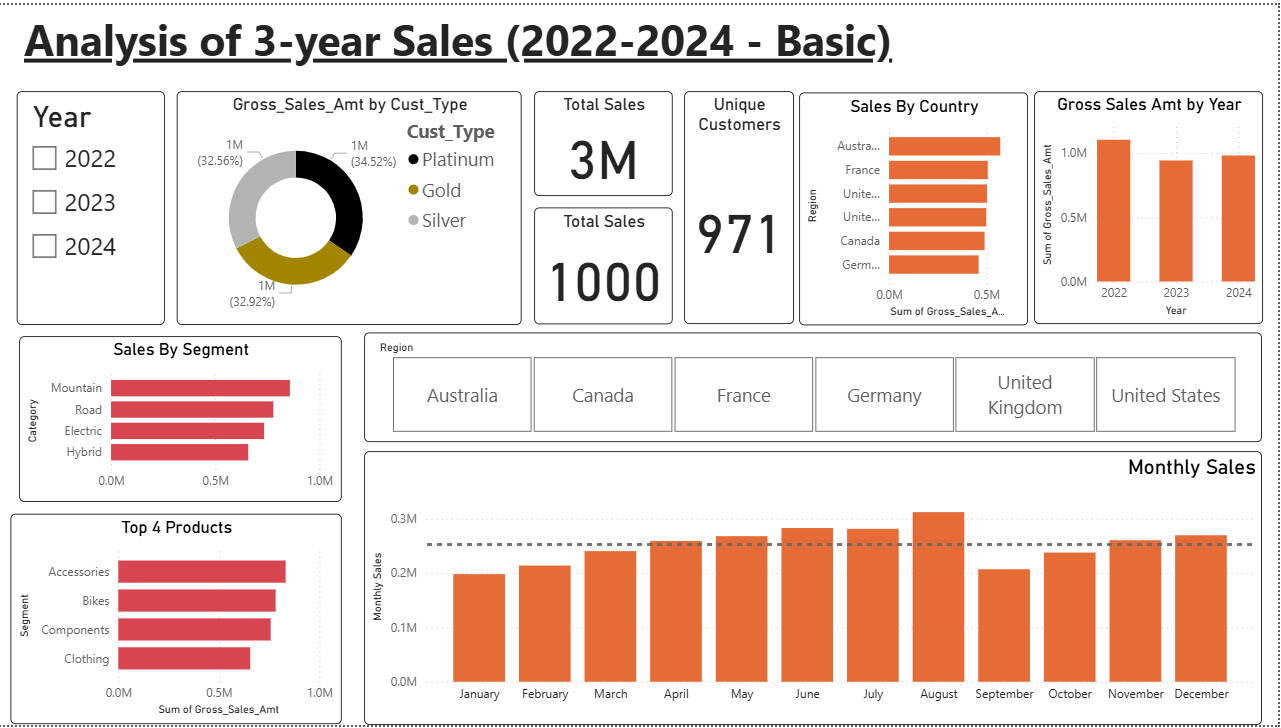 Analysis of 3-year Sales (2022-2024 - Basic)
Year
2022
2023
2024
Gross_Sales_Amt by Cust_Type
1M
(32.56%)
1M
(34.52%)
1M
(32.92%)
Cust_Type
Platinum
Gold
Silver
Total Sales
3M
Total Sales
1000
Unique
Customers
971
Sales By Country
Region
Austra...
France
Unite...
Unite...
Canada
Germ...
0.0M
0.5M
Sum of Gross_Sales_A...
Gross Sales Amt by Year
Sum of Gross_Sales_Amt
1.0M
0.5M
0.0M
2022
2023
2024
Year
Sales By Segment
Category
Mountain
Road
Electric
Hybrid
0.0M
0.5M
1.0M
Region
Australia
Canada
France
Germany
United
Kingdom
United States
Top 4 Products
Segment
Accessories
Bikes
Components
Clothing
0.0M
0.5M
1.0M
Sum of Gross_Sales_Amt
Monthly Sales
Monthly Sales
0.3M
0.2M
0.1M
0.0M
January
February
March
April
May
June
July
August
September
October
November
December